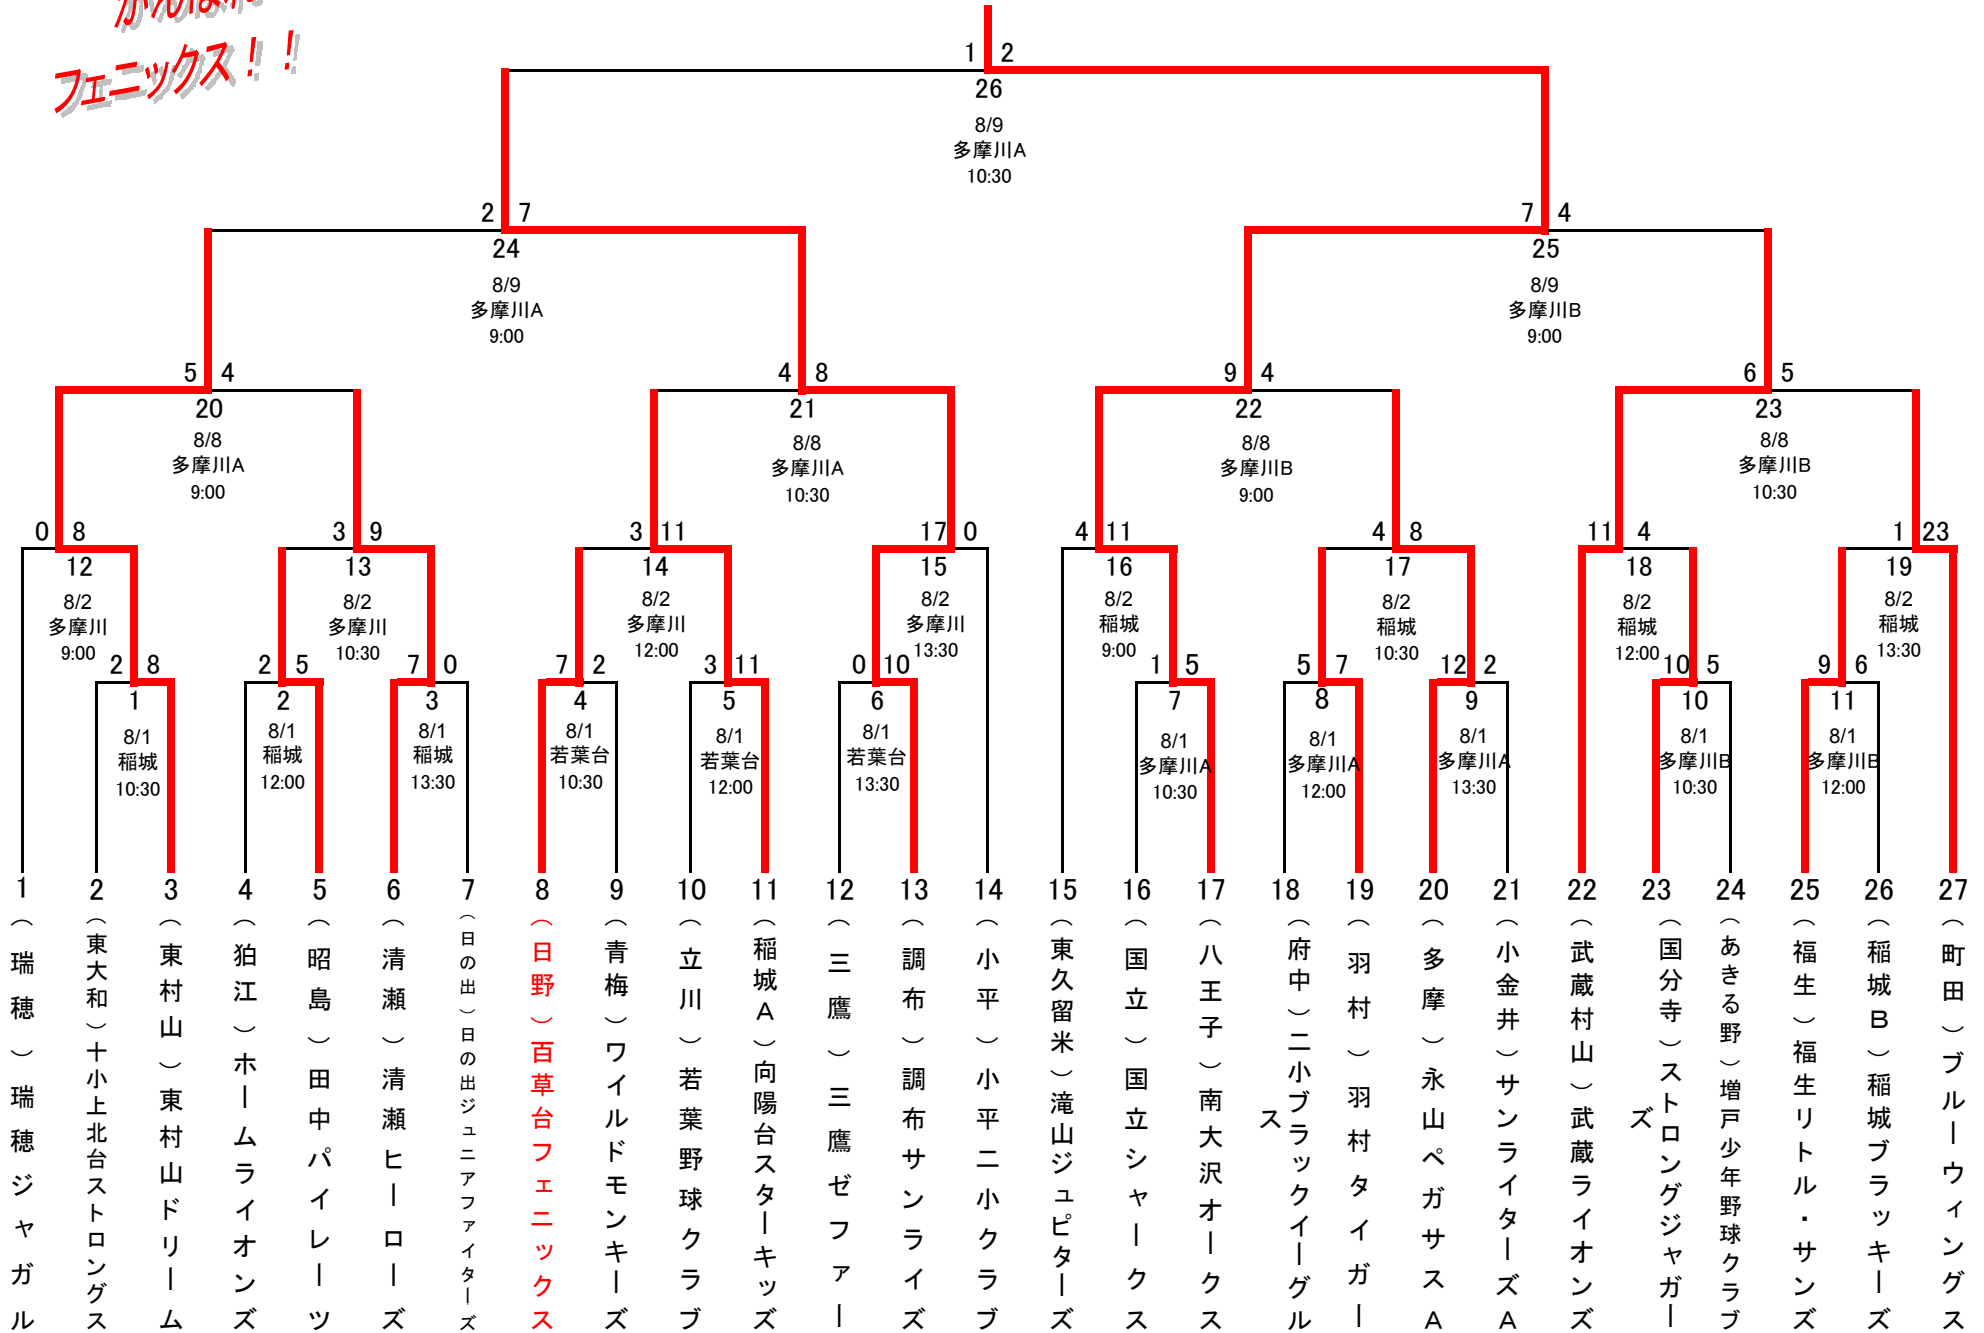 がんばれ
フェニックス！！
1 2
26
8/9
多摩川A
10:30
2 7
24
8/9
多摩川A
9:00
7 4
25
8/9
多摩川B
9:00
5 4
20
8/8
多摩川A
9:00
4 8
21
8/8
多摩川A
10:30
9 4
22
8/8
多摩川B
9:00
6 5
23
8/8
多摩川B
10:30
0 8
12
8/2
多摩川
9:00
3 9
13
8/2
多摩川
10:30
3 11
14
8/2
多摩川
12:00
17 0
15
8/2
多摩川
13:30
4 11
16
8/2
稲城
9:00
4 8
17
8/2
稲城
10:30
11 4
18
8/2
稲城
12:00
1 23
19
8/2
稲城
13:30
2 8
1
8/1
稲城
10:30
2 5
2
8/1
稲城
12:00
7 0
3
8/1
稲城
13:30
7 2
4
8/1
若葉台
10:30
3 11
5
8/1
若葉台
12:00
0 10
6
8/1
若葉台
13:30
1 5
7
8/1
多摩川A
10:30
5 7
8
8/1
多摩川A
12:00
12 2
9
8/1
多摩川A
13:30
10 5
10
8/1
多摩川B
10:30
9 6
11
8/1
多摩川B
12:00
1
（瑞穂）瑞穂ジャガル
2
（東大和）十小上北台ストロングス
3
（東村山）東村山ドリーム
4
（狛江）ホームライオンズ
5
（昭島）田中パイレーツ
6
（清瀬）清瀬ヒーローズ
7
（日の出）日の出ジュニアファイターズ
8
（日野）百草台フェニックス
9
（青梅）ワイルドモンキーズ
10
（立川）若葉野球クラブ
11
（稲城A）向陽台スターキッズ
12
（三鷹）三鷹ゼファー
13
（調布）調布サンライズ
14
（小平）小平二小クラブ
15
（東久留米）滝山ジュピターズ
16
（国立）国立シャークス
17
（八王子）南大沢オークス
18
（府中）二小ブラックイーグル
ス
19
（羽村）羽村タイガー
20
（多摩）永山ペガサスA
21
（小金井）サンライターズA
22
（武蔵村山）武蔵ライオンズ
23
（国分寺）ストロングジャガー
ズ
24
（あきる野）増戸少年野球クラブ
25
（福生）福生リトル・サンズ
26
（稲城B）稲城ブラッキーズ
27
（町田）ブルーウィングス